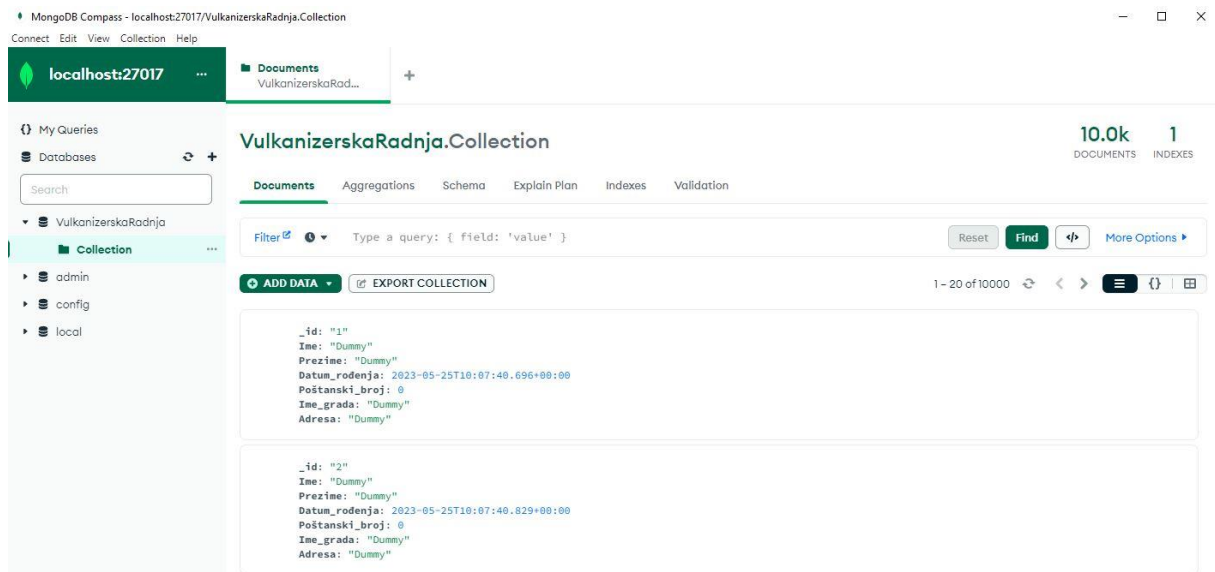 MongoDB Compass - localhost:27017/VulkanizerskaRadnja.Collection
Connect Edit View Collection Help
localhost:27017 ...
Documents
VulkanizerskaRad...
+
{} My Queries
Databases
Search
VulkanizerskaRadnja
Collection ...
admin
config
local
VulkanizerskaRadnja.Collection
10.0k DOCUMENTS
1 INDEXES
Documents Aggregations Schema Explain Plan Indexes Validation
Filter Type a query: { field: 'value' } Reset Find </> More Options
ADD DATA EXPORT COLLECTION 1 – 20 of 10000 {}
_id: "1"
Ime: "Dummy"
Prezime: "Dummy"
Datum_rođenja: 2023-05-25T10:07:40.696+00:00
Poštanski_broj: 0
Ime_grada: "Dummy"
Adresa: "Dummy"
_id: "2"
Ime: "Dummy"
Prezime: "Dummy"
Datum_rođenja: 2023-05-25T10:07:40.829+00:00
Poštanski_broj: 0
Ime_grada: "Dummy"
Adresa: "Dummy"